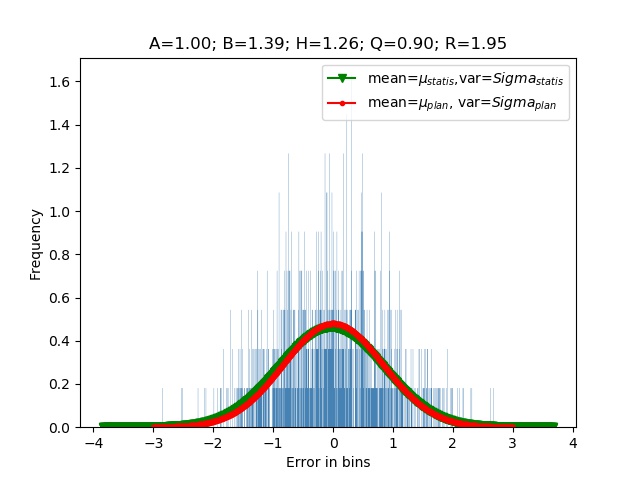 A=1.00; B=1.39; H=1.26; Q=0.90; R=1.95
mean=μstatis,var=Sigmastatis
mean=μplan, var=Sigmaplan
Frequency
1.6
1.4
1.2
1.0
0.8
0.6
0.4
0.2
0.0
−4 −3 −2 −1 0 1 2 3 4
Error in bins